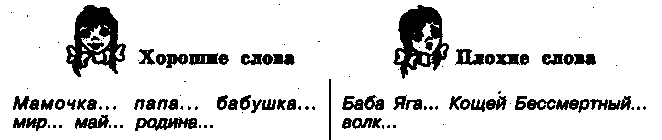 Хорошие слова
Мамочка... папа... бабушка...
мир... май... родина...
Плохие слова
Баба Яга... Кощей Бессмертный...
волк...